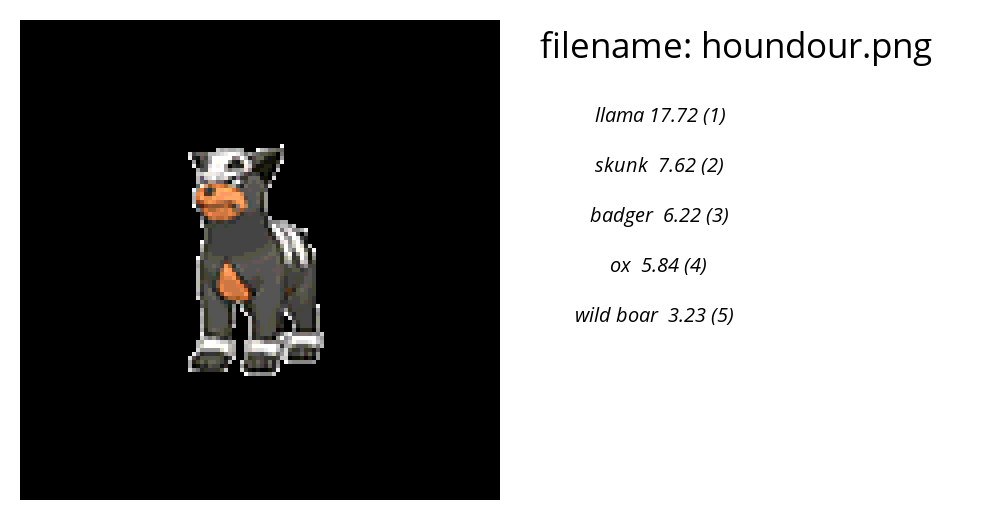 filename: houndour.png
llama 17.72 (1)
skunk  7.62 (2)
badger  6.22 (3)
ox  5.84 (4)
wild boar  3.23 (5)